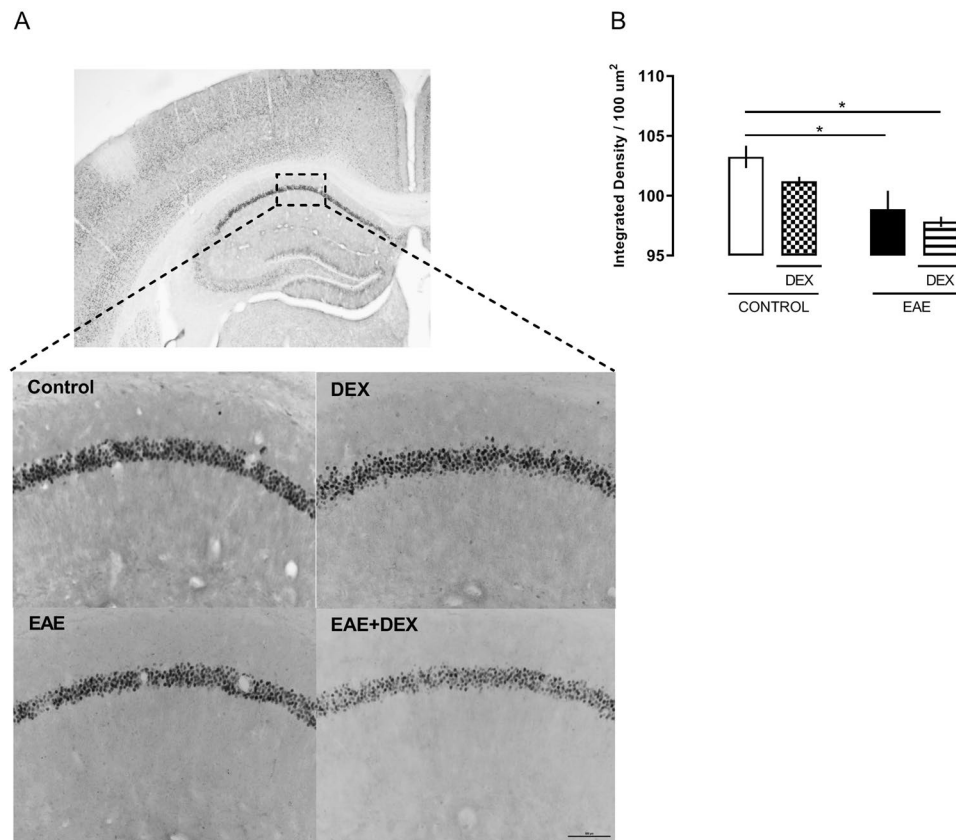 A
Control
DEX
EAE
EAE+DEX
B
Integrated Density / 100 um²
110
105
100
95
*
*
DEX
DEX
CONTROL
EAE